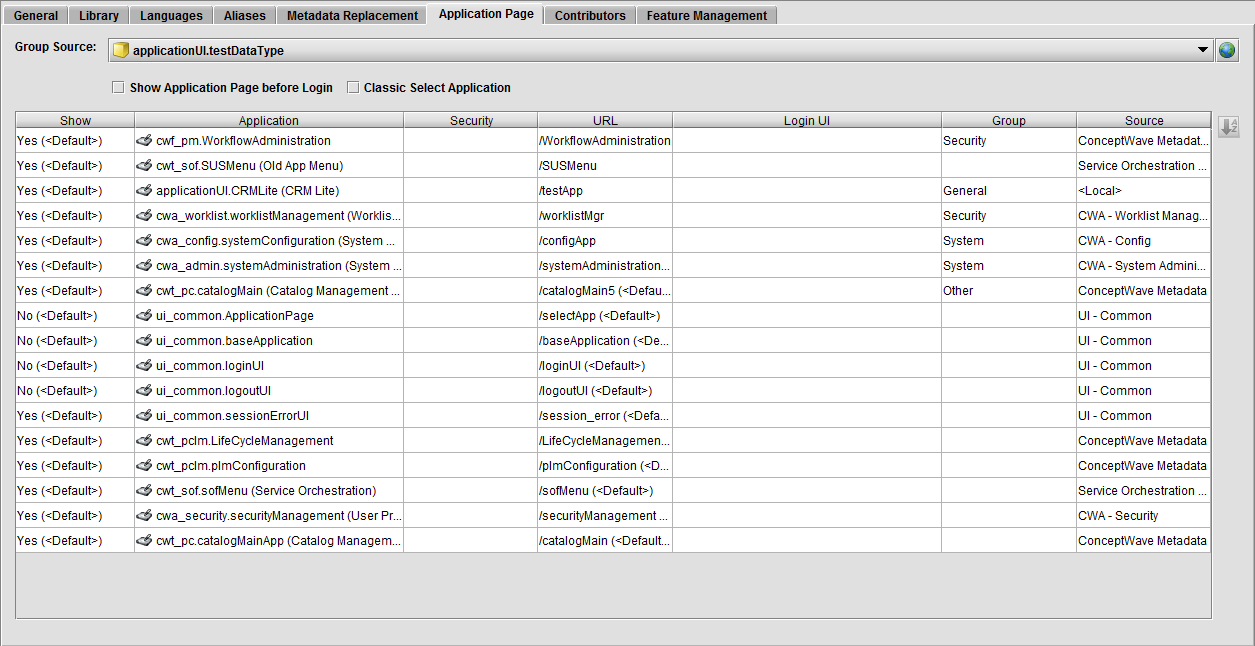 General Library Languages Aliases Metadata Replacement Application Page Contributors Feature Management
Group Source: applicationUI.testDataType
Show Application Page before Login Classic Select Application
Show Application Security URL Login UI Group Source
Yes (<Default>) cwf_pm.WorkflowAdministration /WorkflowAdministration Security ConceptWave Metadat...
Yes (<Default>) cwt_sof.SUSMenu (Old App Menu) /SUSMenu Service Orchestration ...
Yes (<Default>) applicationUI.CRMLite (CRM Lite) /testApp General <Local>
Yes (<Default>) cwa_worklist.worklistManagement (Worklis... /worklistMgr Security CWA - Worklist Manag...
Yes (<Default>) cwa_config.systemConfiguration (System ... /configApp System CWA - Config
Yes (<Default>) cwa_admin.systemAdministration (System ... /systemAdministration... System CWA - System Admini...
Yes (<Default>) cwt_pc.catalogMain (Catalog Management ... /catalogMain5 (<Defau... Other ConceptWave Metadata
No (<Default>) ui_common.ApplicationPage /selectApp (<Default>) UI - Common
No (<Default>) ui_common.baseApplication /baseApplication (<De... UI - Common
No (<Default>) ui_common.loginUI /loginUI (<Default>) UI - Common
No (<Default>) ui_common.logoutUI /logoutUI (<Default>) UI - Common
Yes (<Default>) ui_common.sessionErrorUI /session_error (<Defa... UI - Common
Yes (<Default>) cwt_pclm.LifeCycleManagement /LifeCycleManagemen... ConceptWave Metadata
Yes (<Default>) cwt_pclm.plmConfiguration /plmConfiguration (<D... ConceptWave Metadata
Yes (<Default>) cwt_sof.sofMenu (Service Orchestration) /sofMenu (<Default>) Service Orchestration ...
Yes (<Default>) cwa_security.securityManagement (User Pr... /securityManagement ... CWA - Security
Yes (<Default>) cwt_pc.catalogMainApp (Catalog Managem... /catalogMain (<Default... ConceptWave Metadata